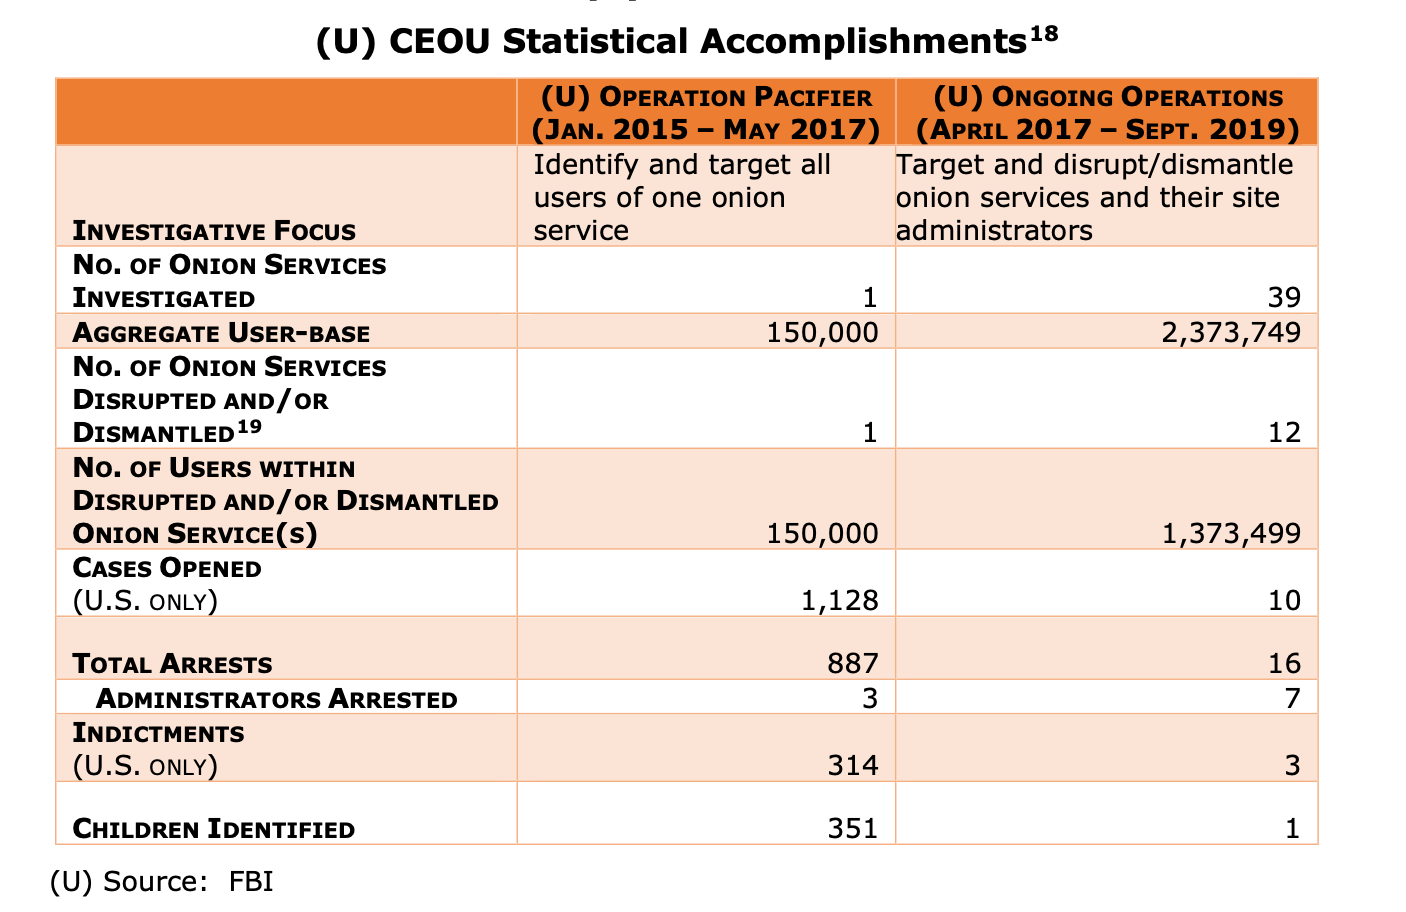 (U) CEOU Statistical Accomplishments18
(U) OPERATION PACIFIER
(JAN. 2015 – MAY 2017)
(U) ONGOING OPERATIONS
(APRIL 2017 – SEPT. 2019)
INVESTIGATIVE FOCUS
Identify and target all
users of one onion
service
Target and disrupt/dismantle
onion services and their site
administrators
NO. OF ONION SERVICES
INVESTIGATED
1
39
AGGREGATE USER-BASE
150,000
2,373,749
NO. OF ONION SERVICES
DISRUPTED AND/OR
DISMANTLED19
1
12
NO. OF USERS WITHIN
DISRUPTED AND/OR DISMANTLED
ONION SERVICE(S)
150,000
1,373,499
CASES OPENED
(U.S. ONLY)
1,128
10
TOTAL ARRESTS
887
16
ADMINISTRATORS ARRESTED
3
7
INDICTMENTS
(U.S. ONLY)
314
3
CHILDREN IDENTIFIED
351
1
(U) Source: FBI